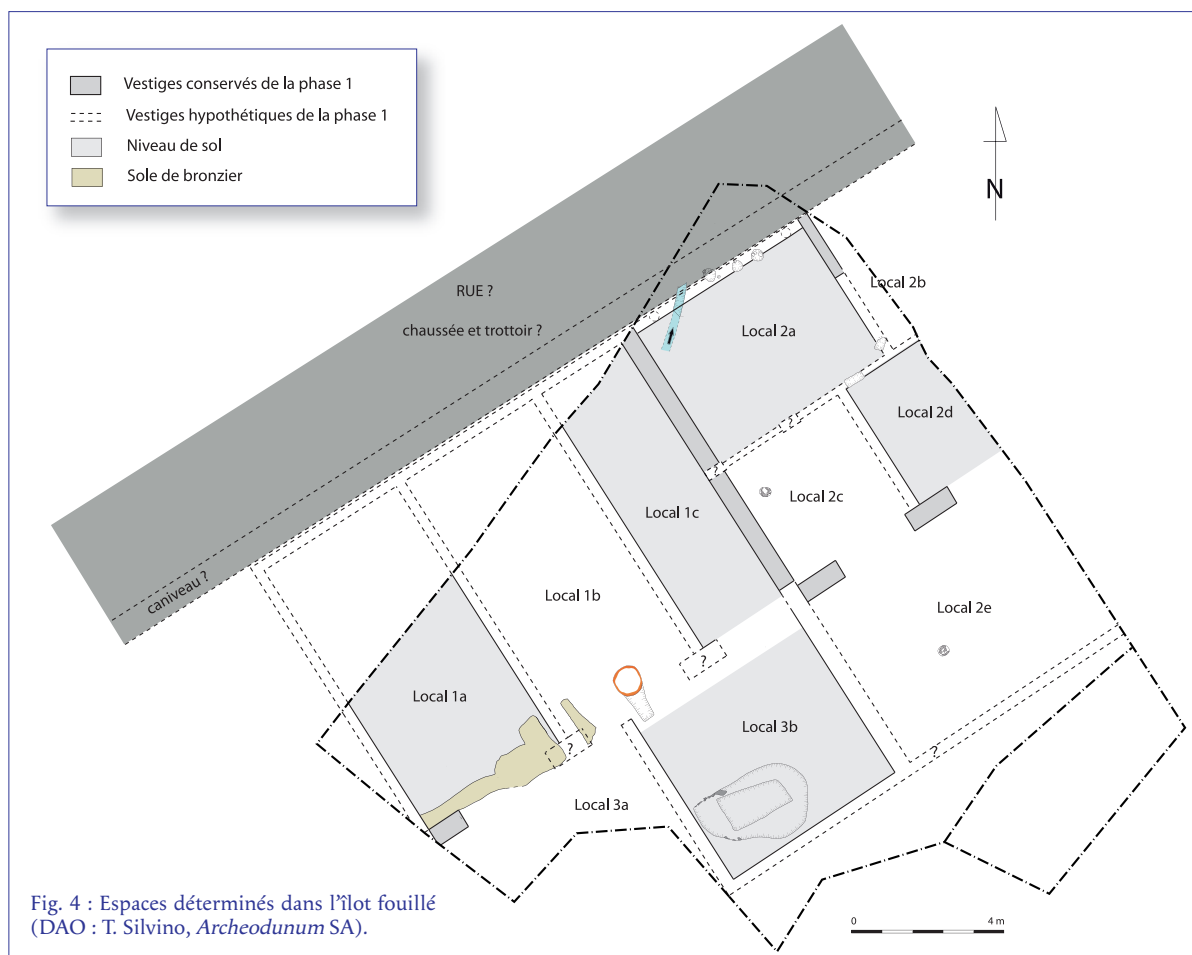 Vestiges conservés de la phase 1
Vestiges hypothétiques de la phase 1
Niveau de sol
Sole de bronzier
N
RUE ?
chaussée et trottoir ?
caniveau ?
Local 2b
Local 2a
Local 2d
?
?
Local 2c
Local 1c
Local 1b
Local 2e
?
Local 1a
Local 3b
?
?
Local 3a
0 4 m
Fig. 4 : Espaces déterminés dans l'îlot fouillé
(DAO : T. Silvino, Archeodunum SA).